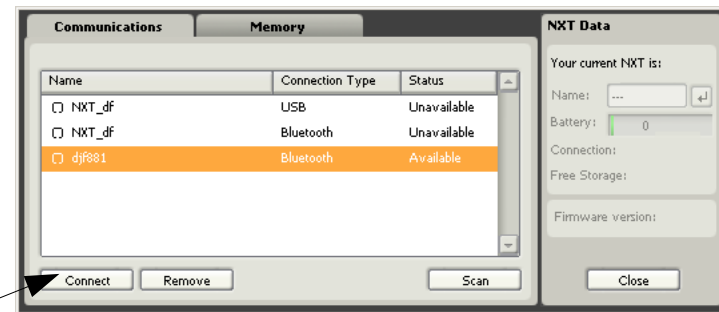 Communications Memory
Name Connection Type Status
NXT_df USB Unavailable
NXT_df Bluetooth Unavailable
djf881 Bluetooth Available
Connect Remove Scan
NXT Data
Your current NXT is:
Name: ---
Battery: 0
Connection:
Free Storage:
Firmware version:
Close